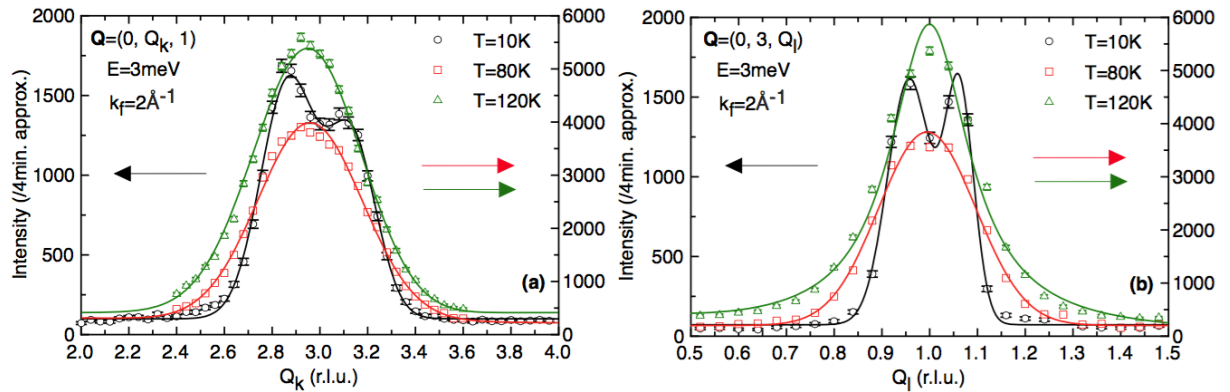 2000
1500
1000
500
0
Intensity (/4min. approx.)
Q=(0, Qk, 1)
E=3meV
kf=2Å-1
T=10K
T=80K
T=120K
(a)
6000
5000
4000
3000
2000
1000
0
2.0 2.2 2.4 2.6 2.8 3.0 3.2 3.4 3.6 3.8 4.0
Qk (r.l.u.)
2000
1500
1000
500
0
Intensity (/4min. approx.)
Q=(0, 3, Ql)
E=3meV
kf=2Å-1
T=10K
T=80K
T=120K
(b)
6000
5000
4000
3000
2000
1000
0
0.5 0.6 0.7 0.8 0.9 1.0 1.1 1.2 1.3 1.4 1.5
Ql (r.l.u.)